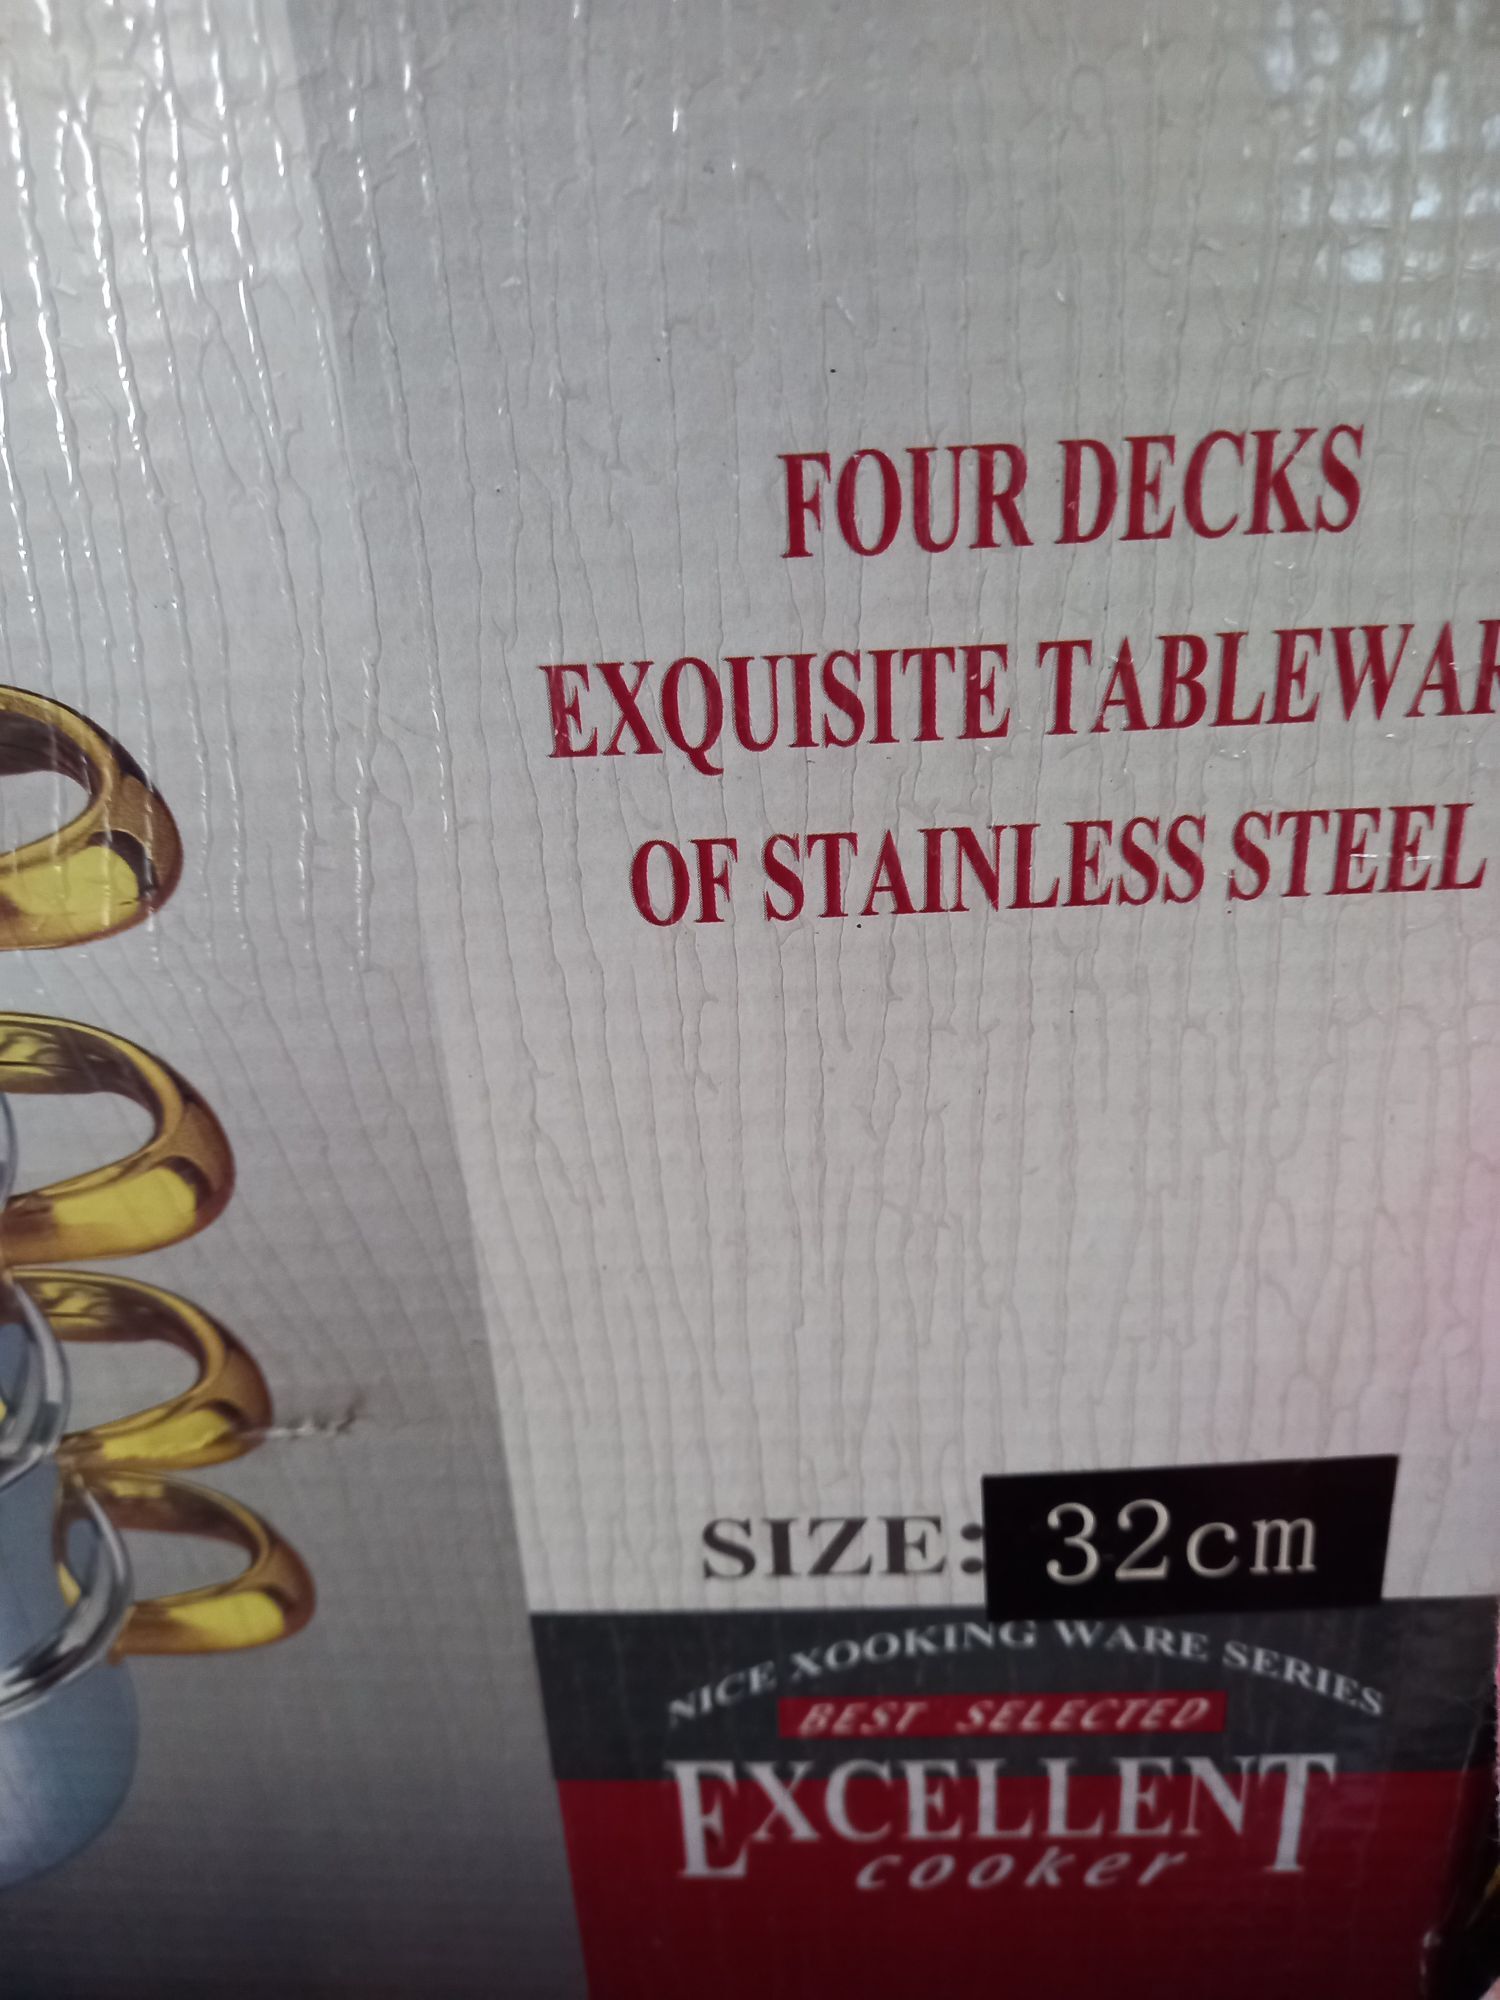 FOUR DECKS
EXQUISITE TABLEWAR
OF STAINLESS STEEL
SIZE: 32cm
NICE XOOKING WARE SERIES
BEST SELECTED
EXCELLENT
cooker